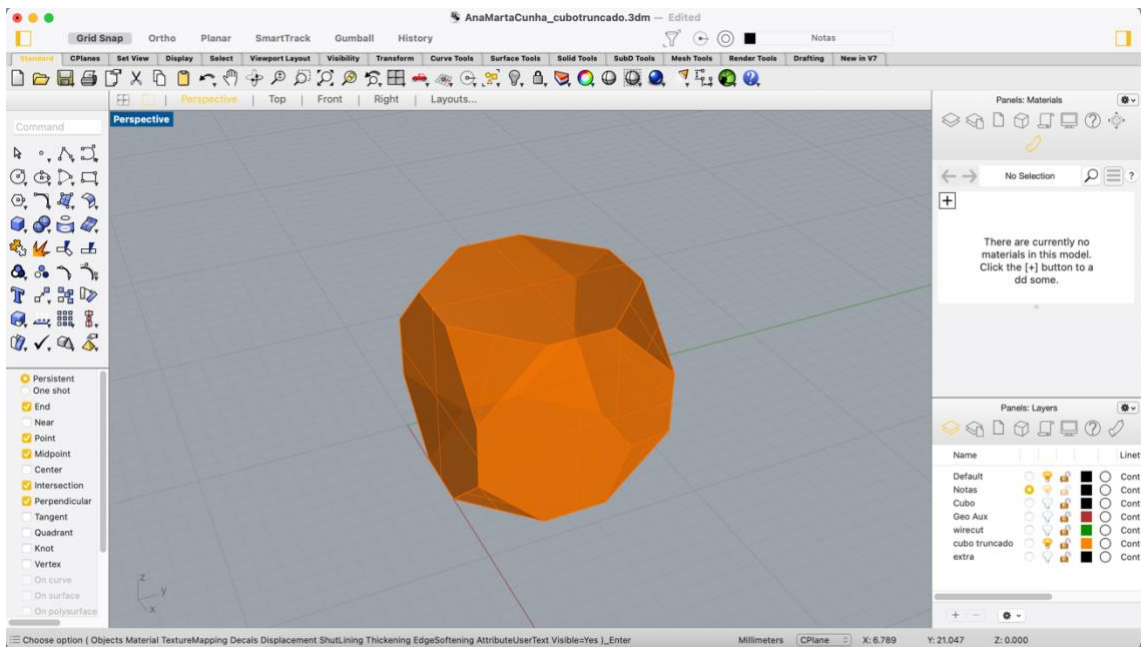 AnaMartaCunha_cubotruncado.3dm — Edited
Grid Snap Ortho Planar SmartTrack Gumball History Notas
Standard CPlanes Set View Display Select Viewport Layout Visibility Transform Curve Tools Surface Tools Solid Tools SubD Tools Mesh Tools Render Tools Drafting New in V7
Perspective | Top | Front | Right | Layouts...
Panels: Materials
Command
Perspective
No Selection
?
There are currently no
materials in this model.
Click the [+] button to a
dd some.
Persistent
One shot
End
Near
Point
Midpoint
Center
Intersection
Perpendicular
Tangent
Quadrant
Knot
Vertex
On curve
On surface
On polysurface
z
y
x
Panels: Layers
Name Linet
Default Cont
Notas Cont
Cubo Cont
Geo Aux Cont
wirecut Cont
cubo truncado Cont
extra Cont
Choose option ( Objects Material TextureMapping Decals Displacement ShutLining Thickening EdgeSoftening AttributeUserText Visible=Yes )_Enter Millimeters CPlane X: 6.789 Y: 21.047 Z: 0.000